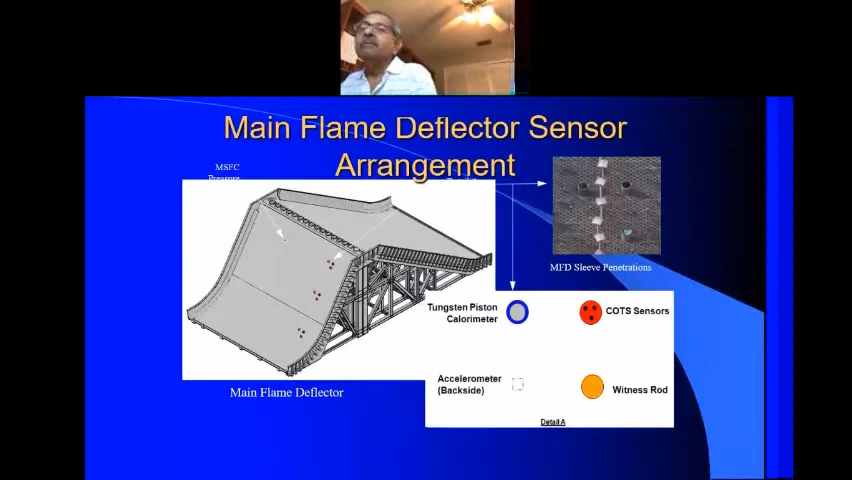 Main Flame Deflector Sensor
Arrangement
MSFC
Pressure
MFD Sleeve Penetrations
Tungsten Piston
Calorimeter
COTS Sensors
Accelerometer
(Backside)
Witness Rod
Detail A
Main Flame Deflector